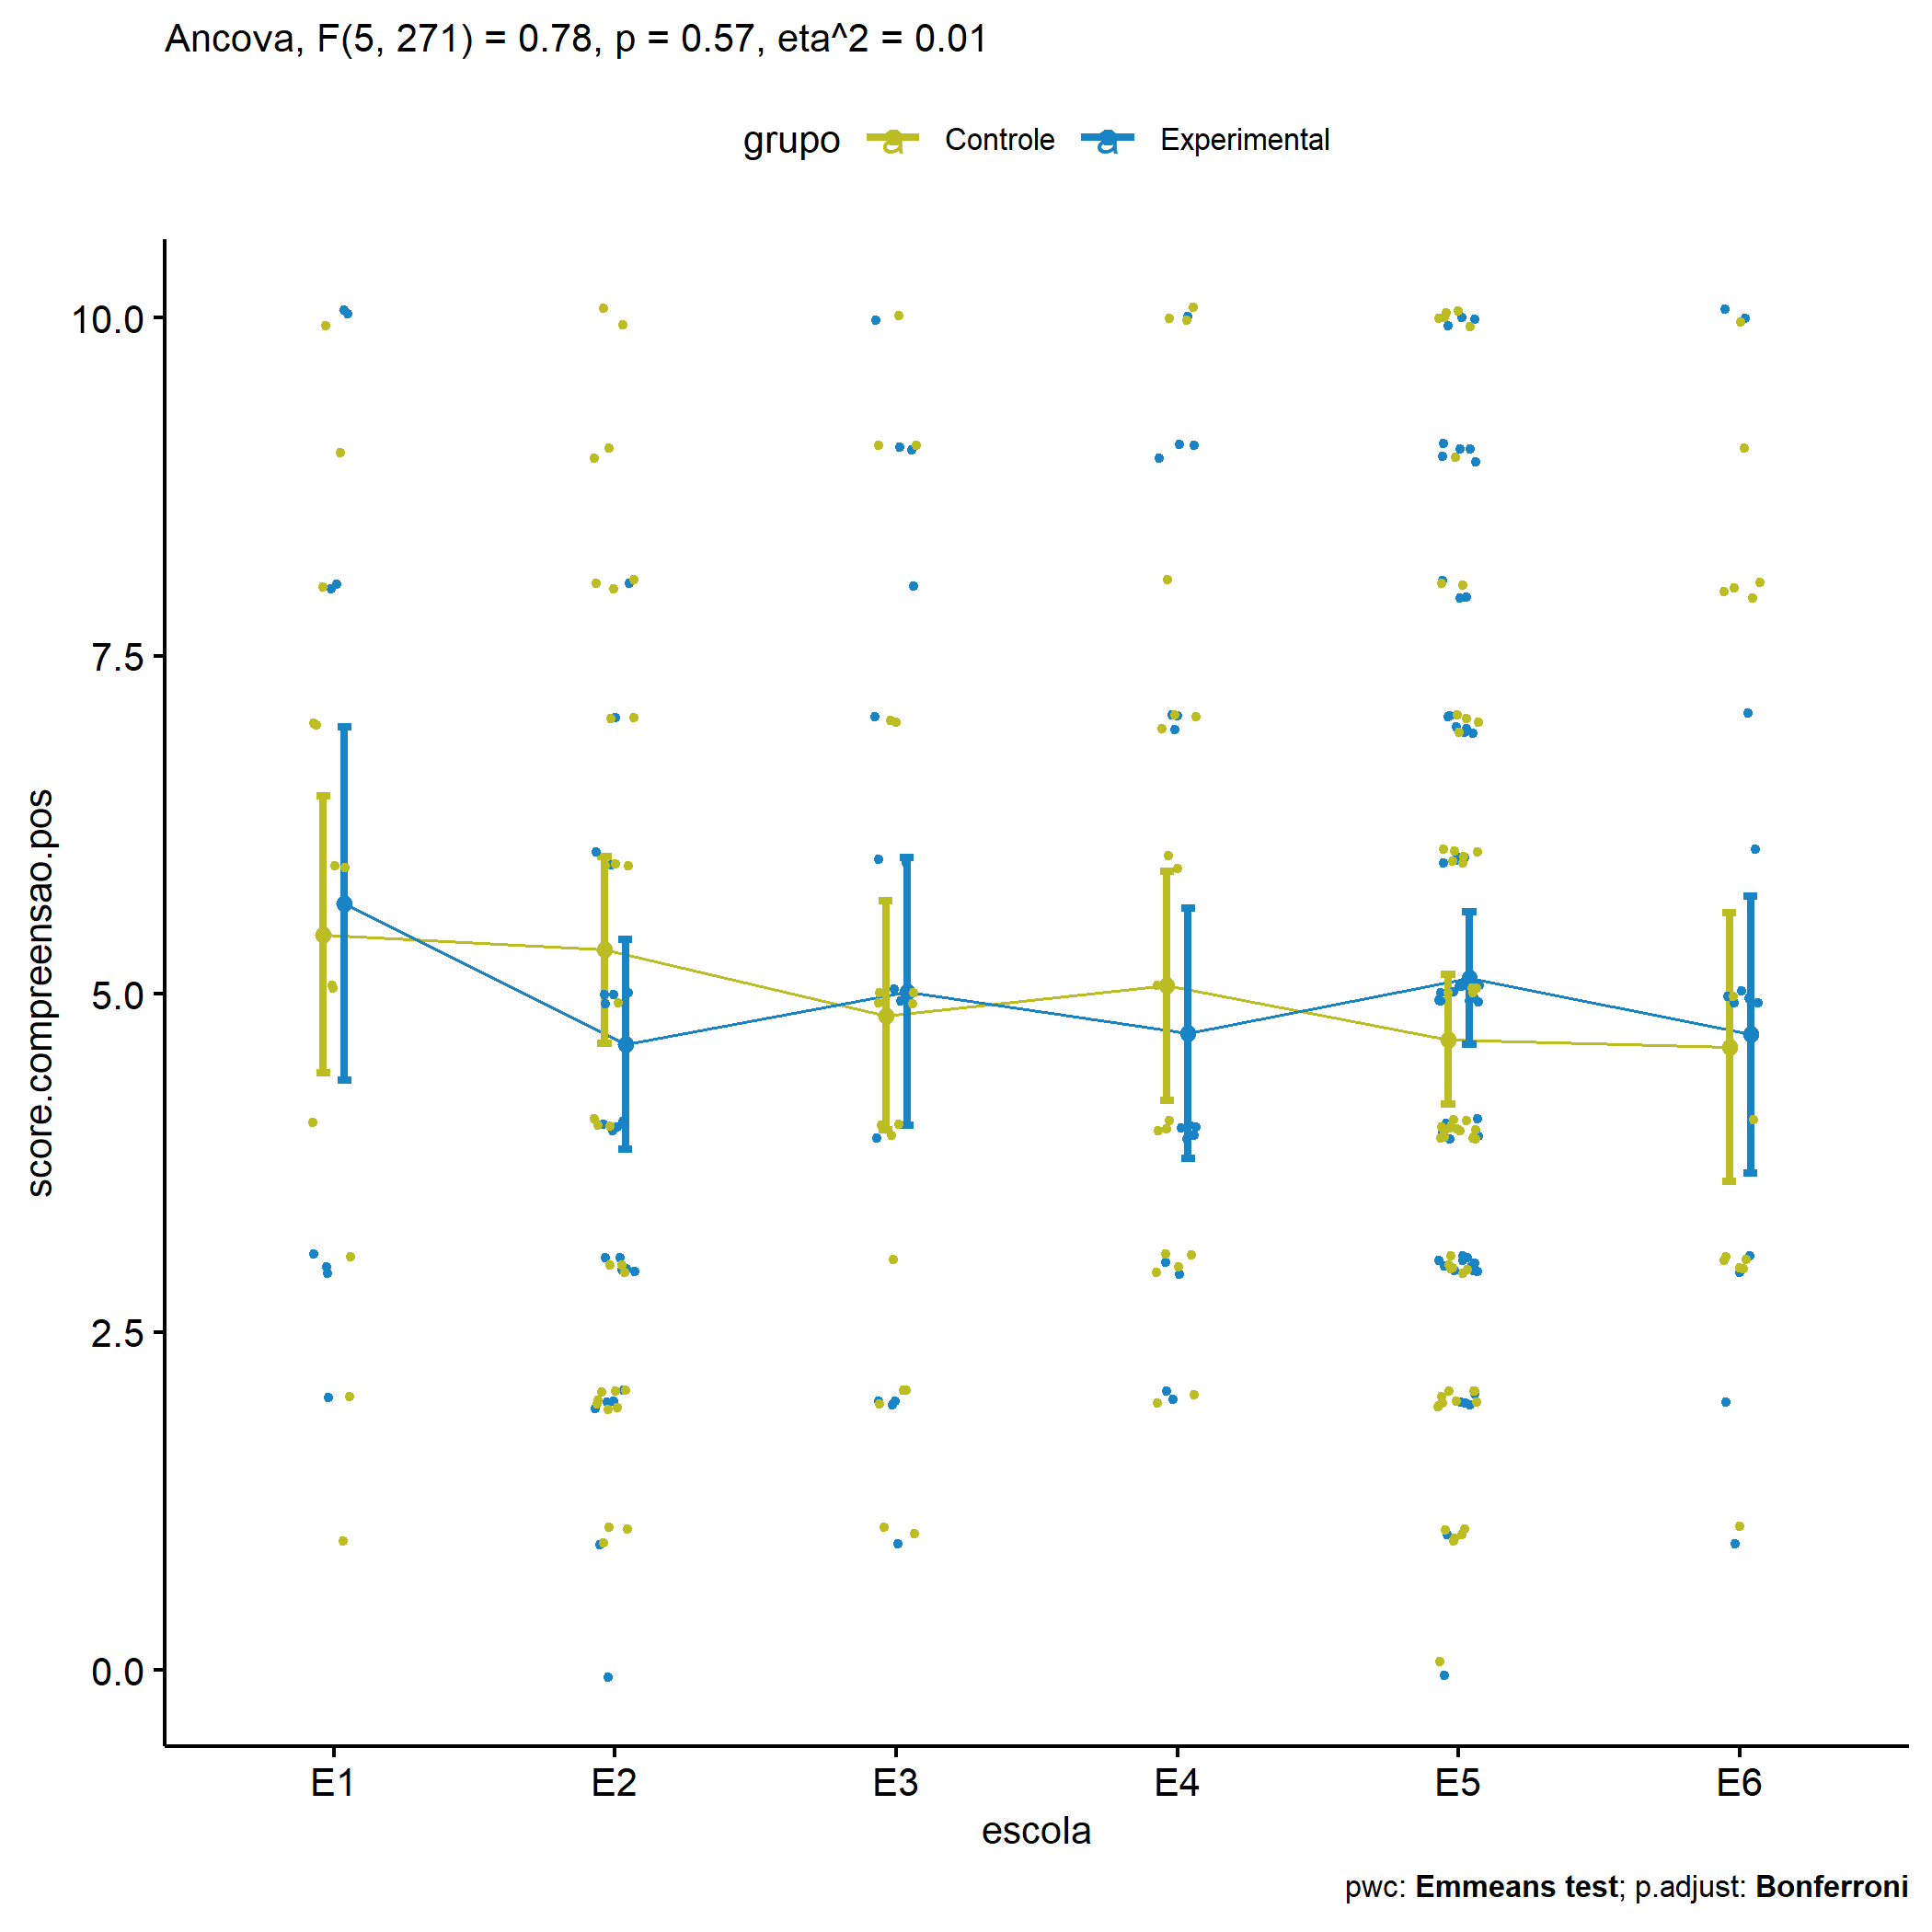 Ancova, F(5, 271) = 0.78, p = 0.57, eta^2 = 0.01
grupo a Controle a Experimental
10.0
7.5
5.0
2.5
0.0
score.compreensao.pos
E1 E2 E3 E4 E5 E6
escola
pwc: Emmeans test; p.adjust: Bonferroni